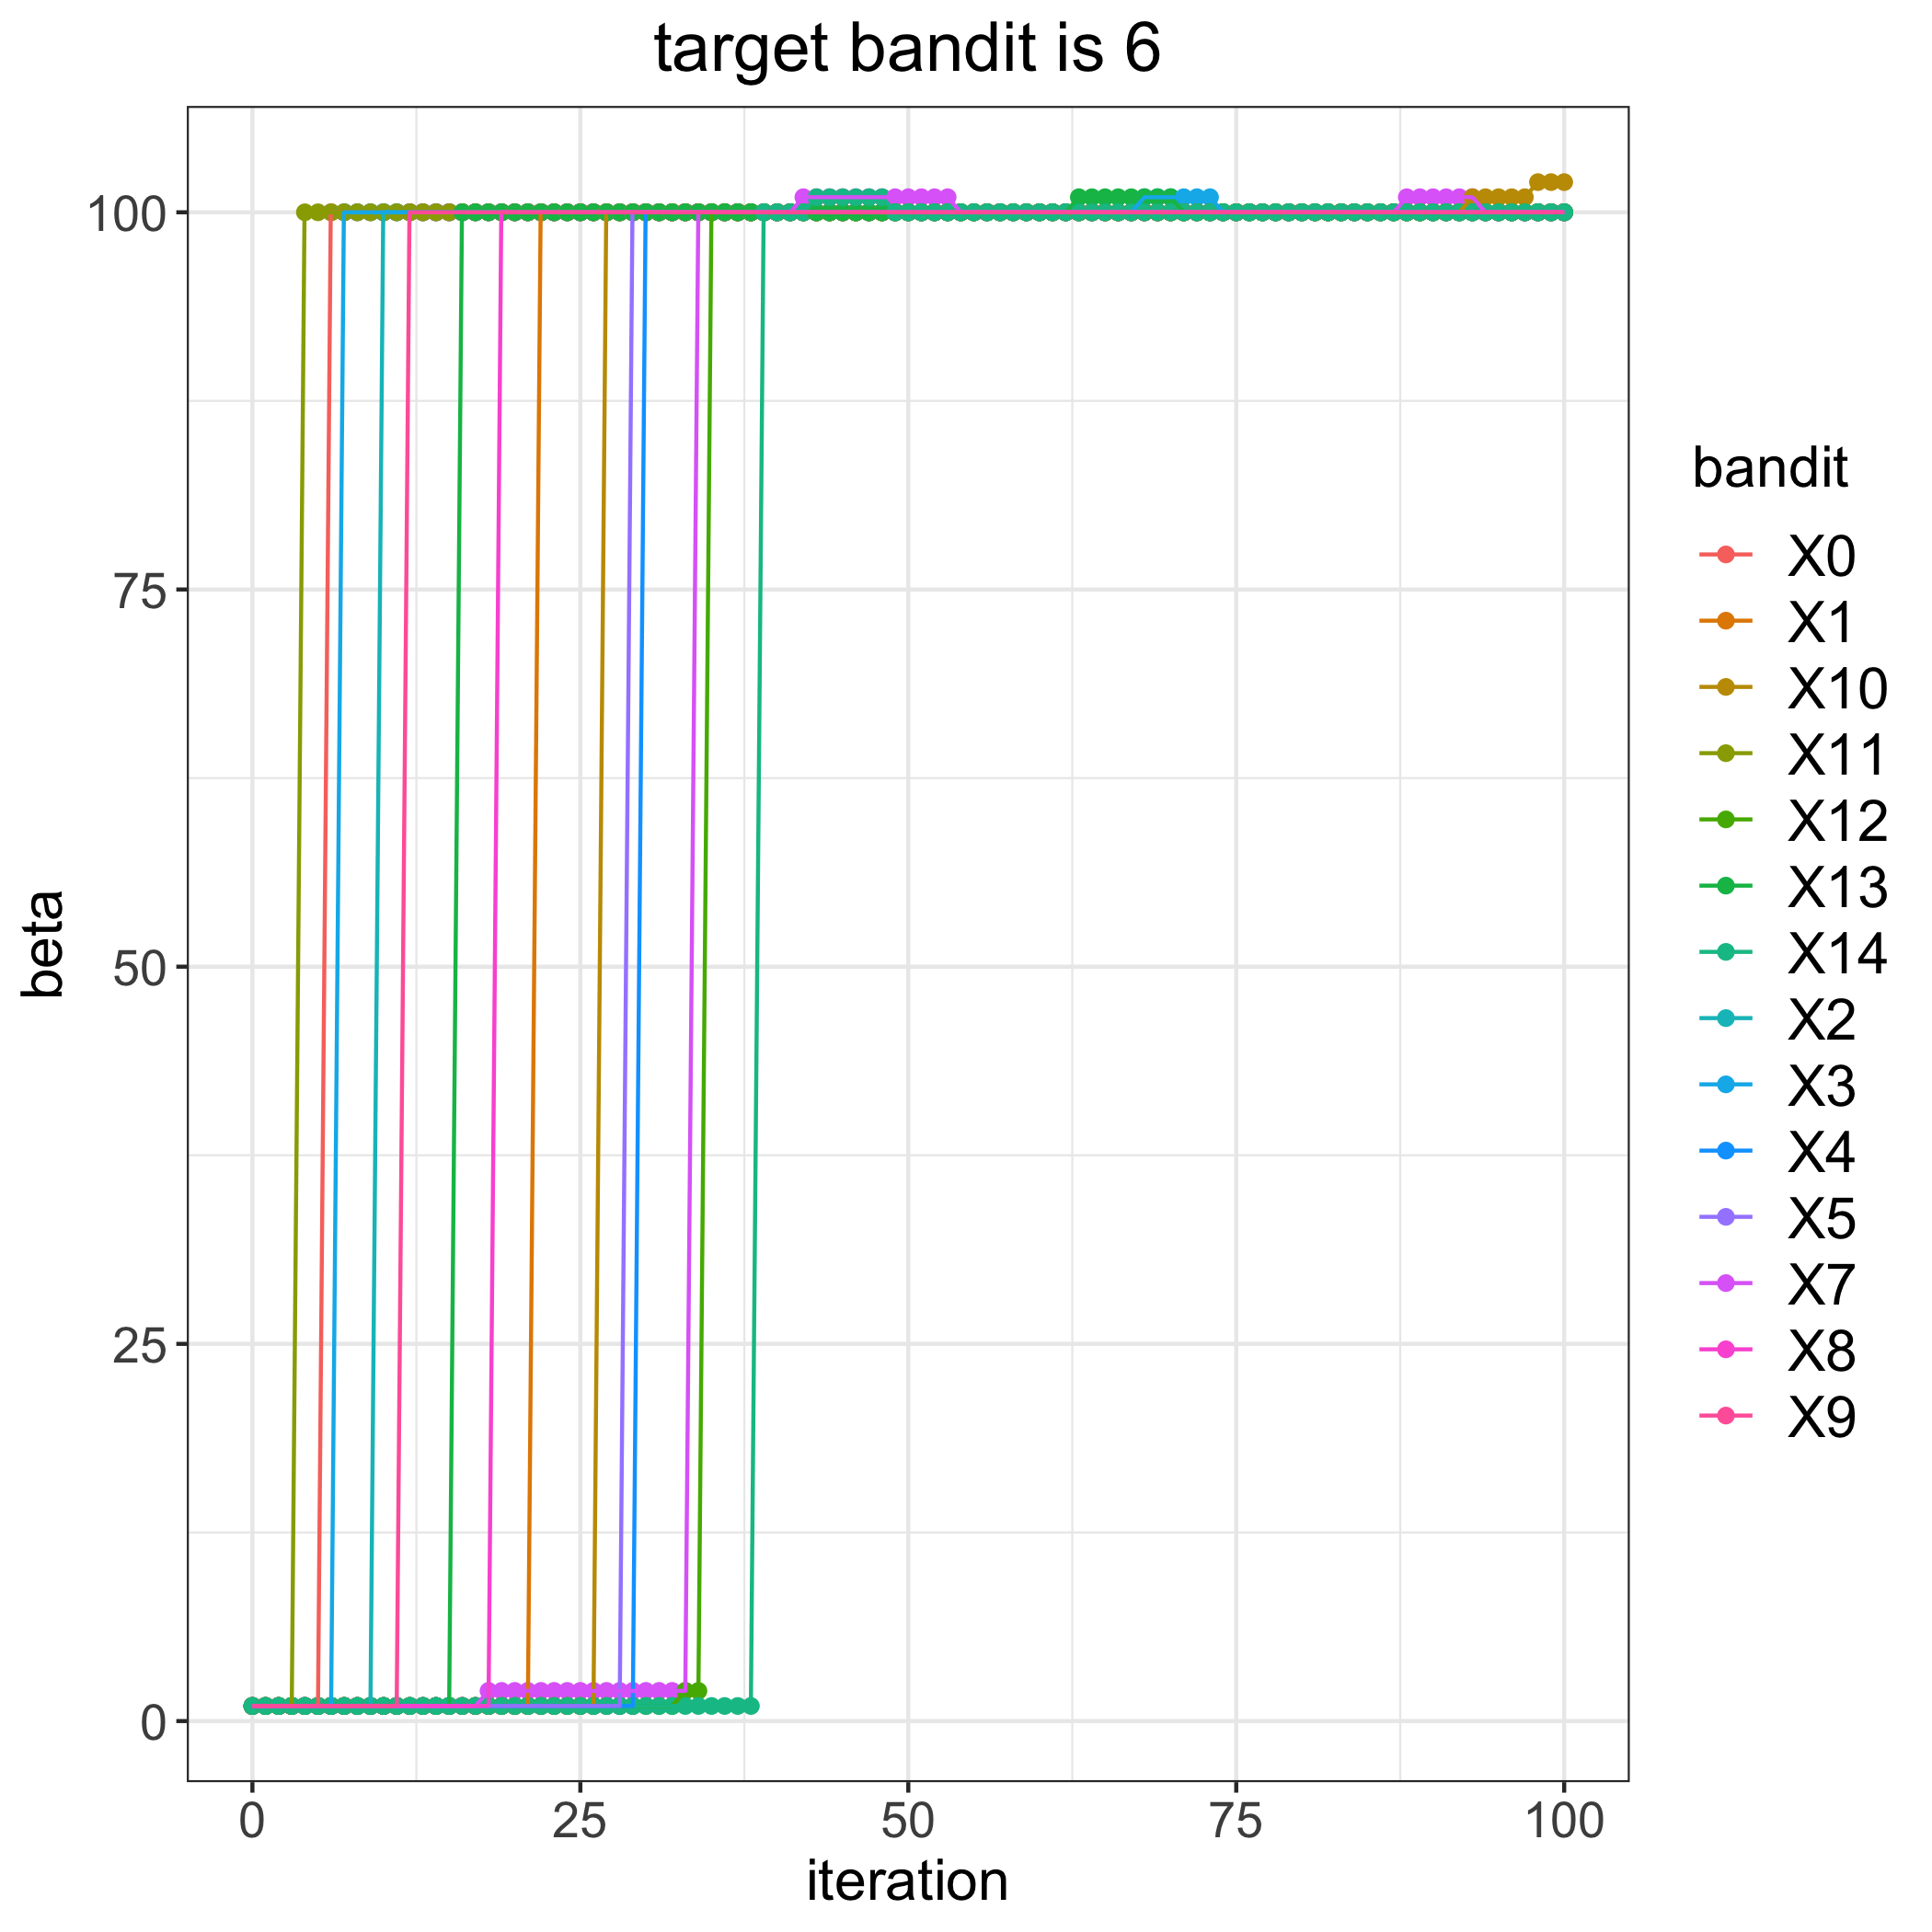 target bandit is 6
100
75
50
25
0
beta
0 25 50 75 100
iteration
bandit
X0
X1
X10
X11
X12
X13
X14
X2
X3
X4
X5
X7
X8
X9